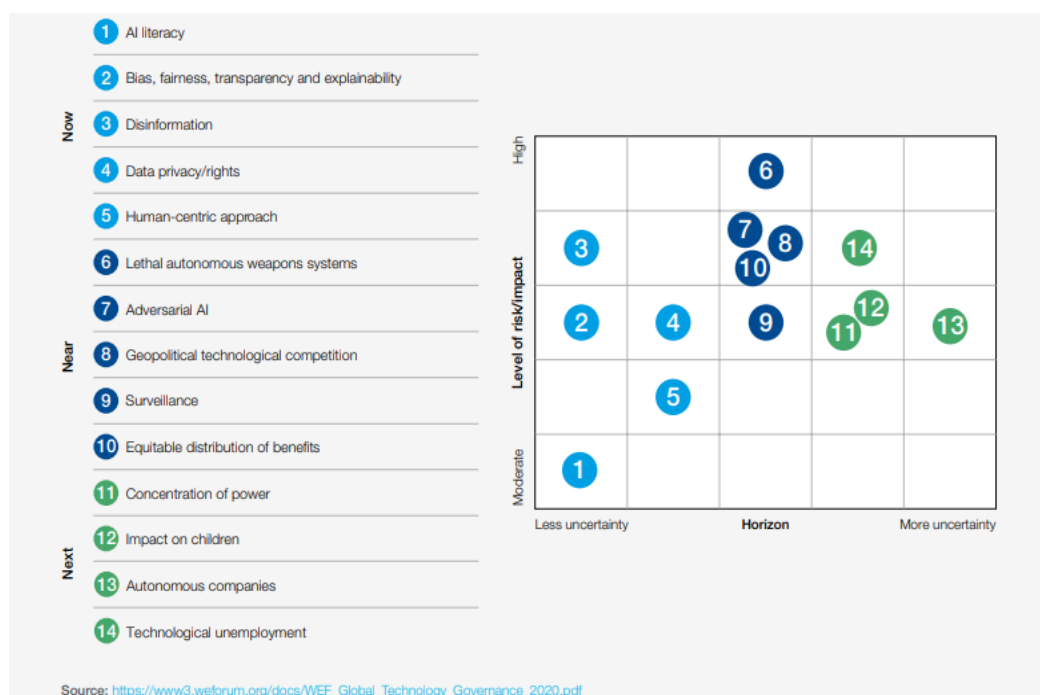 1 AI literacy
2 Bias, fairness, transparency and explainability
Now
3 Disinformation
4 Data privacy/rights
5 Human-centric approach
6 Lethal autonomous weapons systems
7 Adversarial AI
Near
8 Geopolitical technological competition
9 Surveillance
10 Equitable distribution of benefits
11 Concentration of power
12 Impact on children
Next
13 Autonomous companies
14 Technological unemployment
High
Level of risk/impact
Moderate
6
7
8
3
10
14
12
2
4
9
11
13
5
1
Less uncertainty
Horizon
More uncertainty
Source: https://www3.weforum.org/docs/WEF_Global_Technology_Governance_2020.pdf